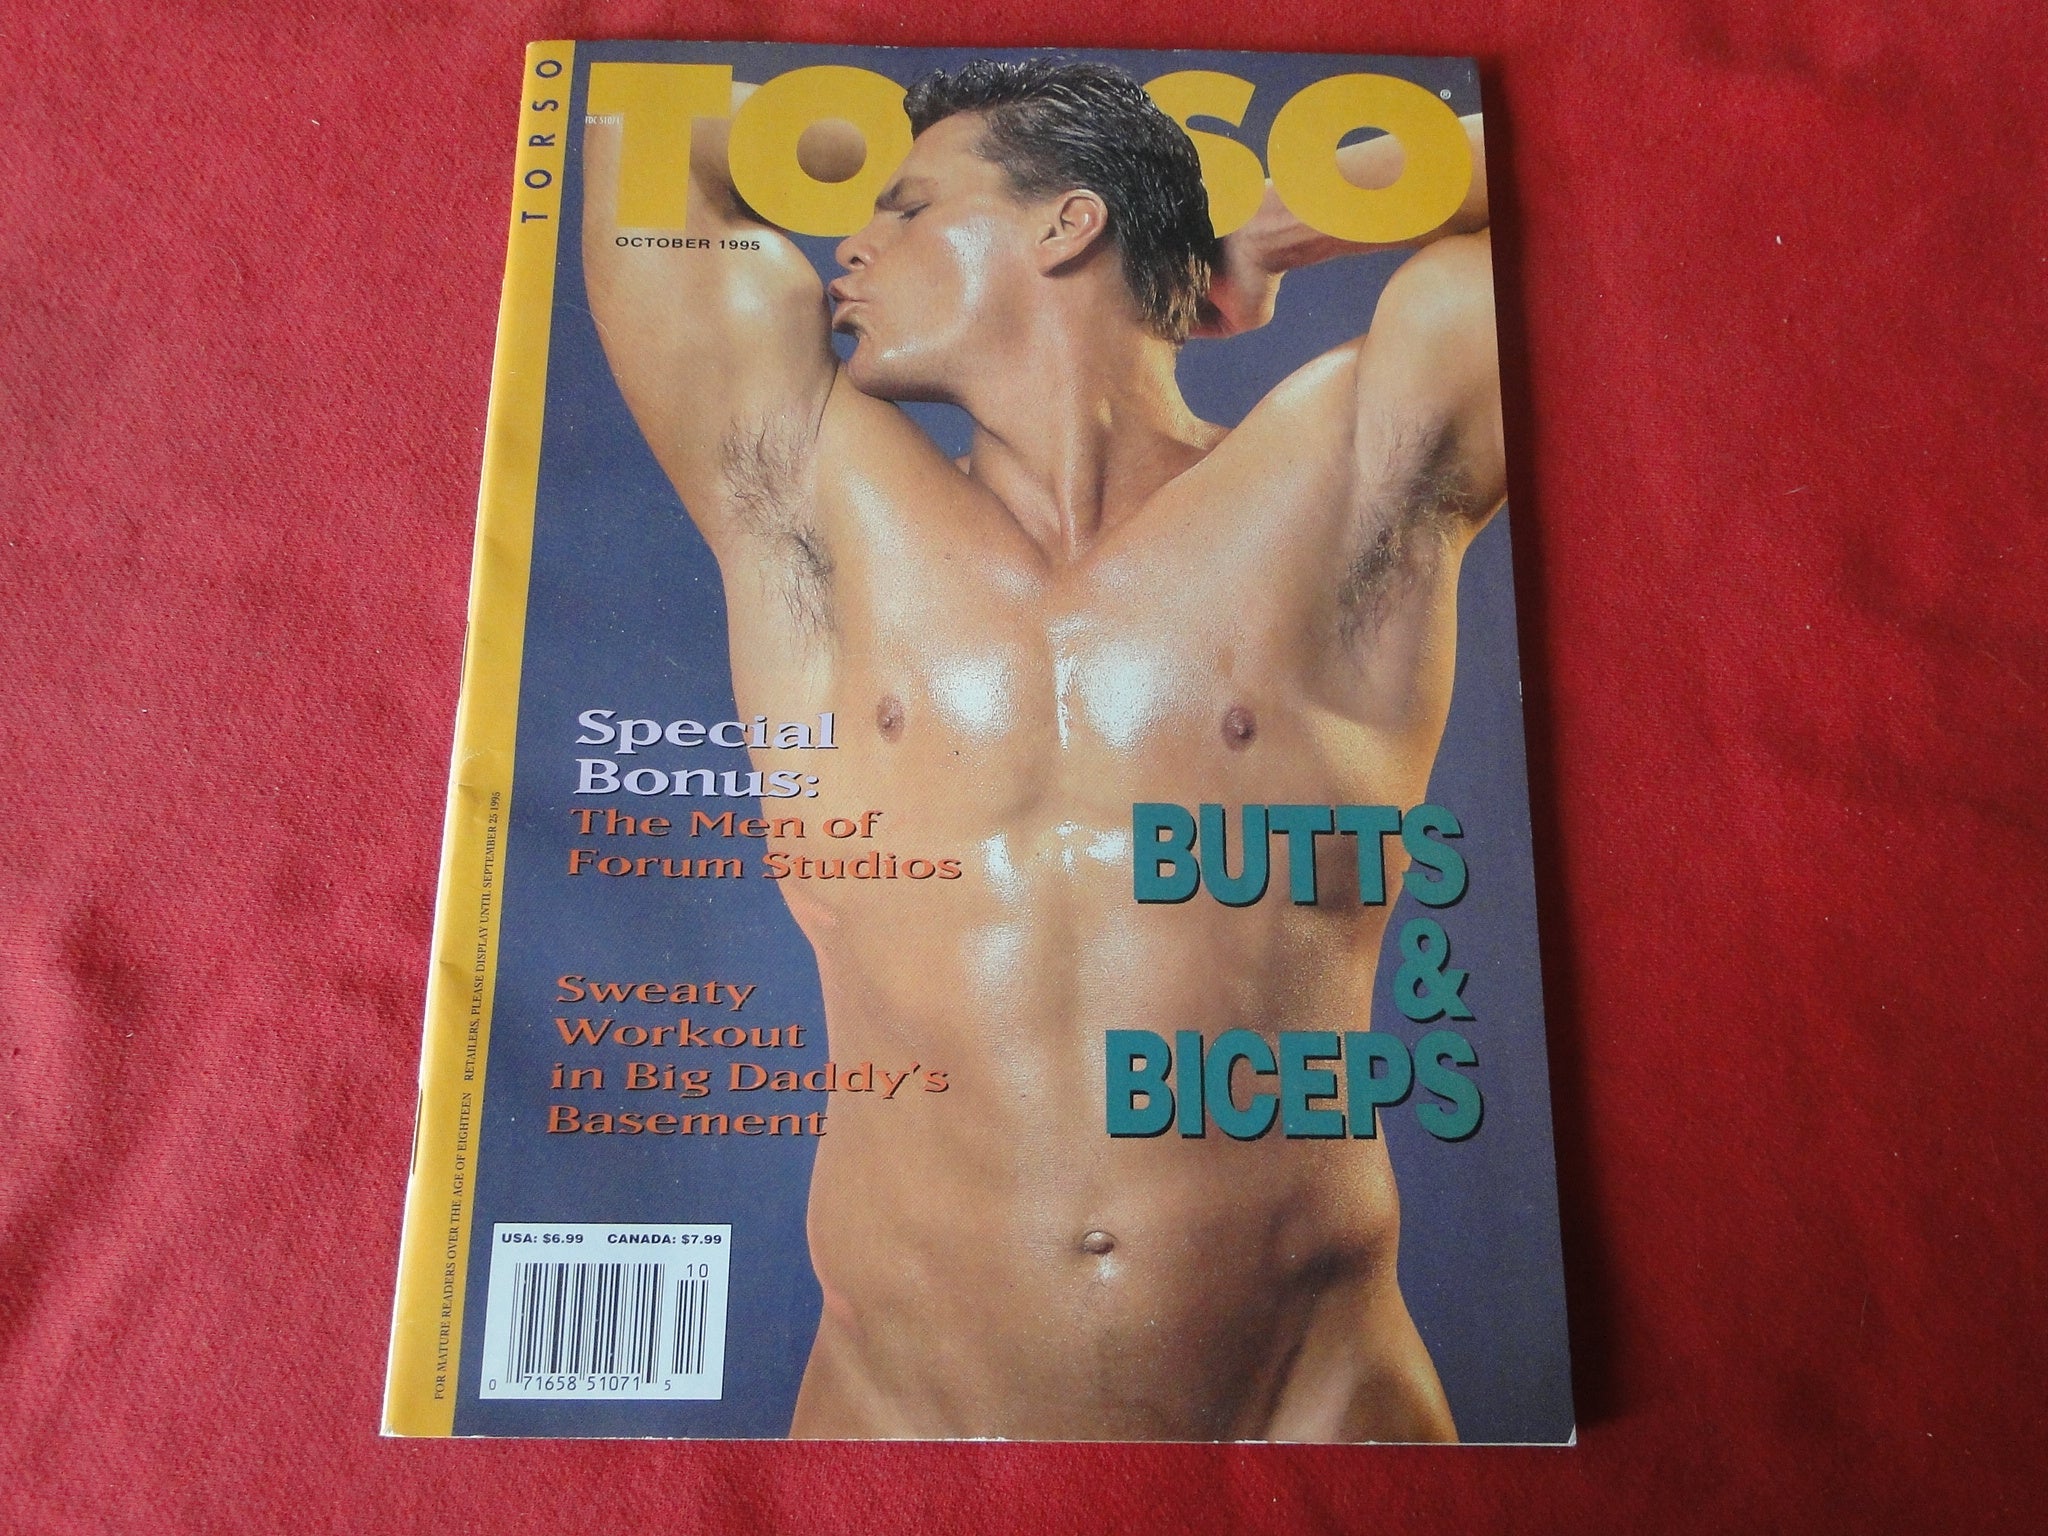 TORSO
TORSO
®
FDC 51071
OCTOBER 1995
Special
Bonus:
The Men of
Forum Studios
BUTTS
&
BICEPS
Sweaty
Workout
in Big Daddy's
Basement
FOR MATURE READERS OVER THE AGE OF EIGHTEEN RETAILERS, PLEASE DISPLAY UNTIL SEPTEMBER 25 1995
USA: $6.99 CANADA: $7.99
10
0 71658 51071 5